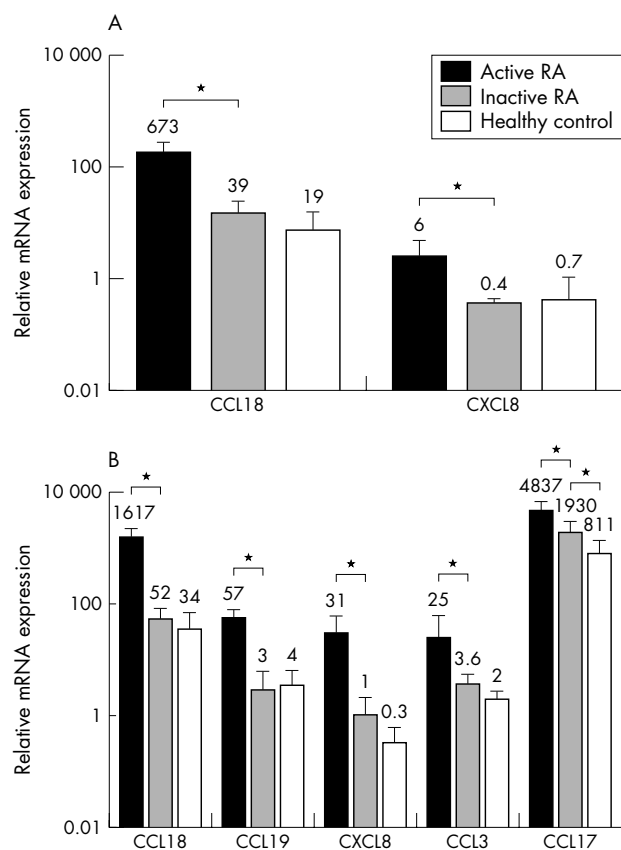 A
10 000
100
1
0.01
Relative mRNA expression
Active RA
Inactive RA
Healthy control
★
673
39
19
★
6
0.4
0.7
CCL18
CXCL8
B
10 000
100
1
0.01
Relative mRNA expression
★
1617
52
34
★
57
3
4
★
31
1
0.3
★
25
3.6
2
★
★
4837
1930
811
CCL18
CCL19
CXCL8
CCL3
CCL17